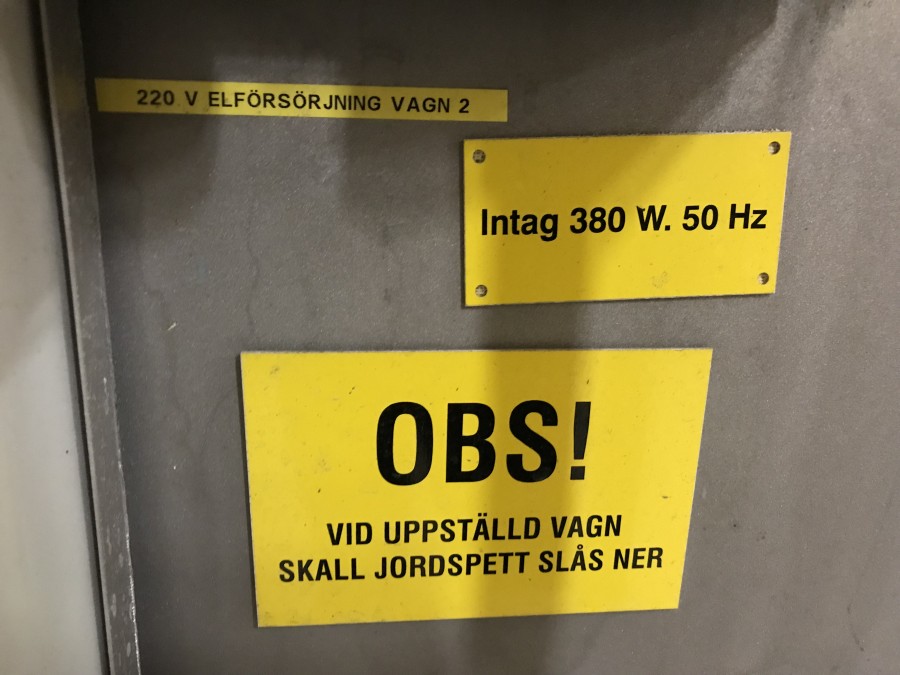 220 V ELFÖRSÖRJNING VAGN 2
Intag 380 W. 50 Hz
OBS!
VID UPPSTÄLLD VAGN
SKALL JORDSPETT SLÅS NER